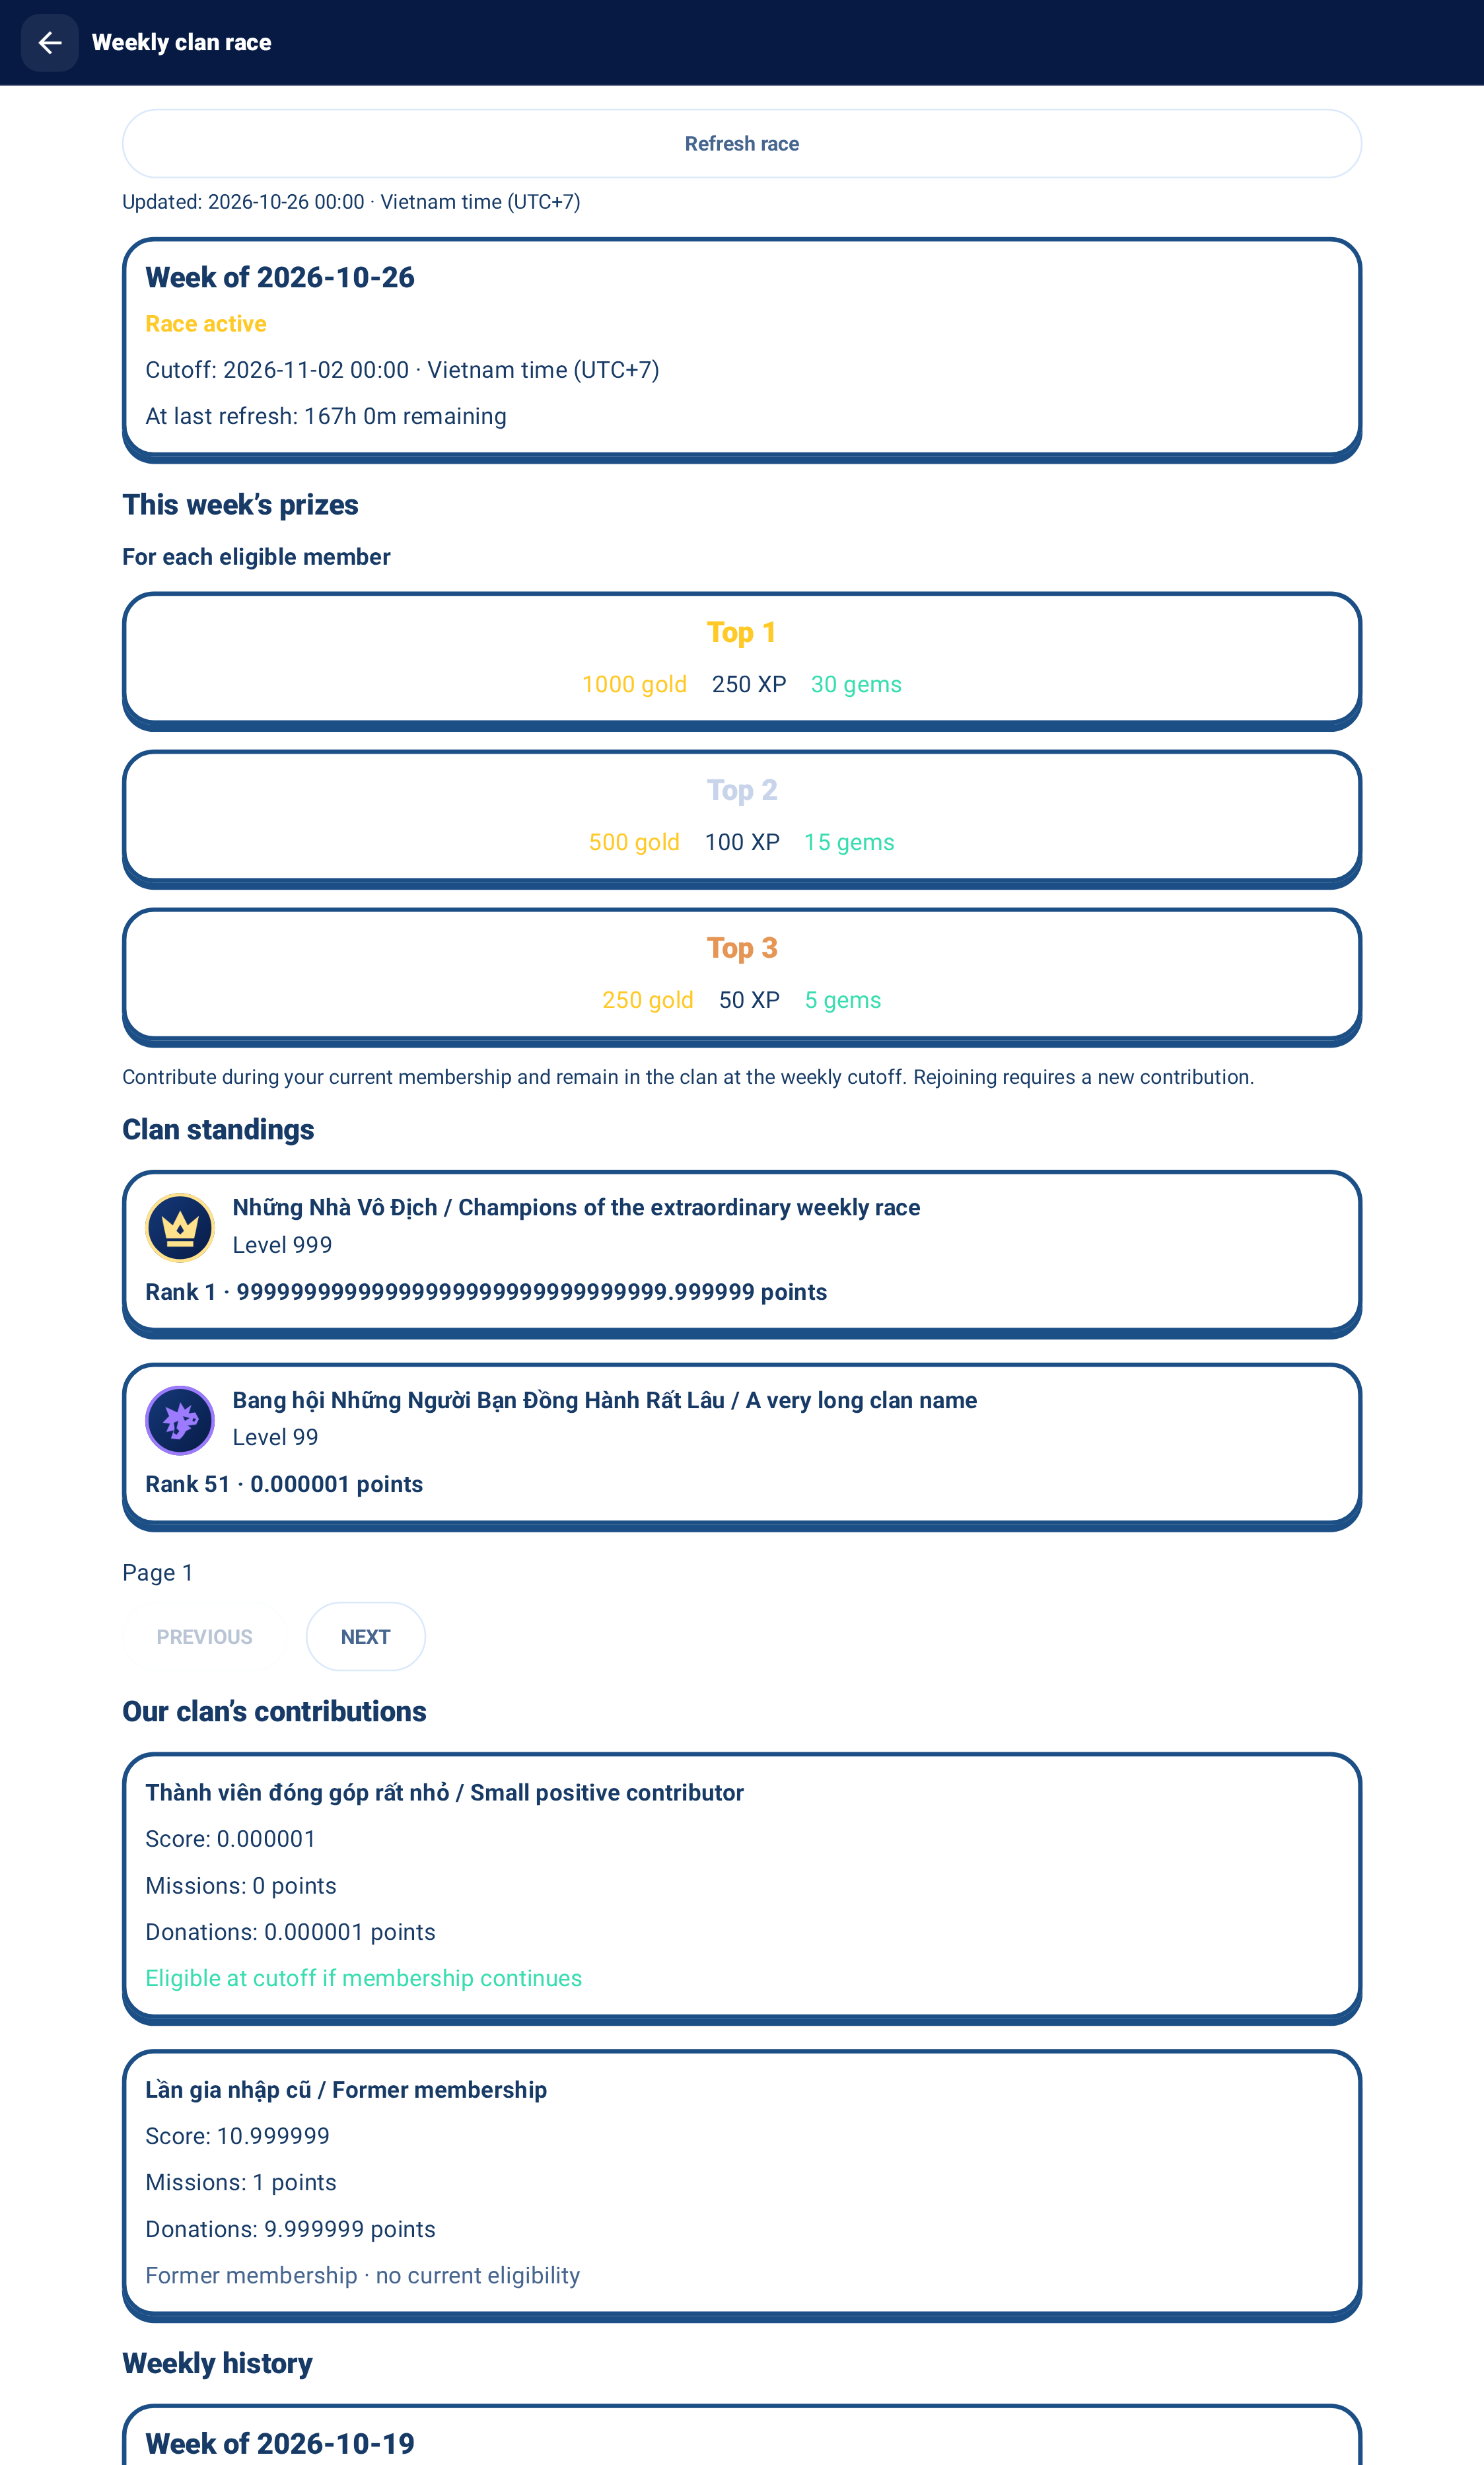 Weekly clan race
Refresh race
Updated: 2026-10-26 00:00 · Vietnam time (UTC+7)
Week of 2026-10-26
Race active
Cutoff: 2026-11-02 00:00 · Vietnam time (UTC+7)
At last refresh: 167h 0m remaining
This week’s prizes
For each eligible member
Top 1
1000 gold 250 XP 30 gems
Top 2
500 gold 100 XP 15 gems
Top 3
250 gold 50 XP 5 gems
Contribute during your current membership and remain in the clan at the weekly cutoff. Rejoining requires a new contribution.
Clan standings
Những Nhà Vô Địch / Champions of the extraordinary weekly race
Level 999
Rank 1 · 99999999999999999999999999999999.999999 points
Bang hội Những Người Bạn Đồng Hành Rất Lâu / A very long clan name
Level 99
Rank 51 · 0.000001 points
Page 1
PREVIOUS NEXT
Our clan’s contributions
Thành viên đóng góp rất nhỏ / Small positive contributor
Score: 0.000001
Missions: 0 points
Donations: 0.000001 points
Eligible at cutoff if membership continues
Lần gia nhập cũ / Former membership
Score: 10.999999
Missions: 1 points
Donations: 9.999999 points
Former membership · no current eligibility
Weekly history
Week of 2026-10-19